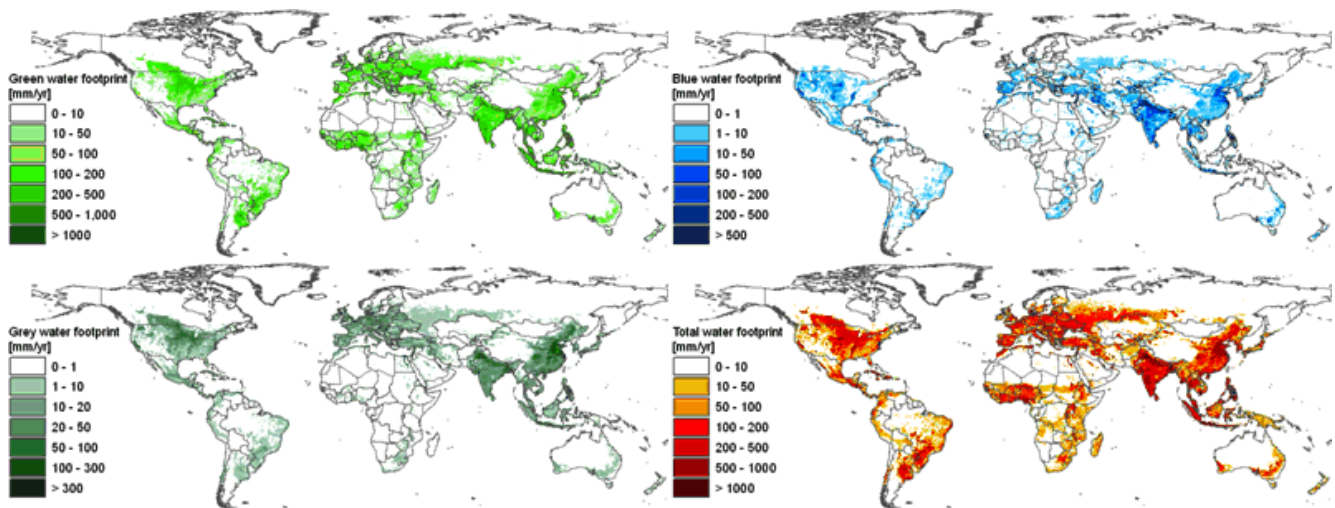 Green water footprint
[mm/yr]
0 - 10
10 - 50
50 - 100
100 - 200
200 - 500
500 - 1,000
> 1000
Blue water footprint
[mm/yr]
0 - 1
1 - 10
10 - 50
50 - 100
100 - 200
200 - 500
> 500
Grey water footprint
[mm/yr]
0 - 1
1 - 10
10 - 20
20 - 50
50 - 100
100 - 300
> 300
Total water footprint
[mm/yr]
0 - 10
10 - 50
50 - 100
100 - 200
200 - 500
500 - 1000
> 1000